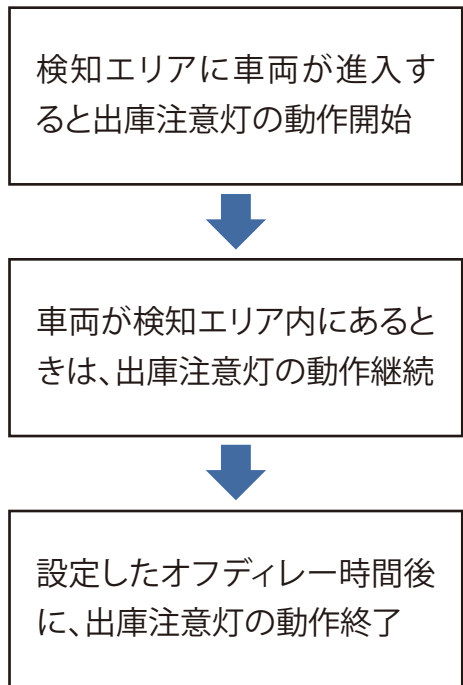 検知エリアに車両が進入す
ると出庫注意灯の動作開始
車両が検知エリア内にあると
きは、出庫注意灯の動作継続
設定したオフディレー時間後
に、出庫注意灯の動作終了